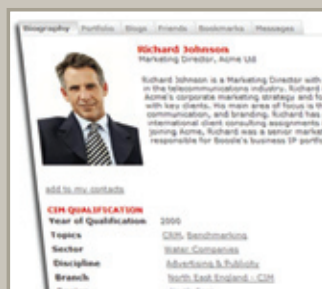 Biography Portfolio Blogs Friends Bookmarks Messages
Richard Johnson
Marketing Director, Acme Ltd
Richard Johnson is a Marketing Director with
in the telecommunications industry. Richard
Acme's corporate marketing strategy and fo
with key clients. His main area of focus is th
communication, and branding. Richard has
international client consulting assignments
joining Acme, Richard was a senior market
responsible for Google's business IP portfo
add to my contacts
CIM QUALIFICATION
Year of Qualification 2000
Topics CRM, benchmarking
Sector Water Companies
Discipline Advertising & Publicity
Branch North East England - CIM